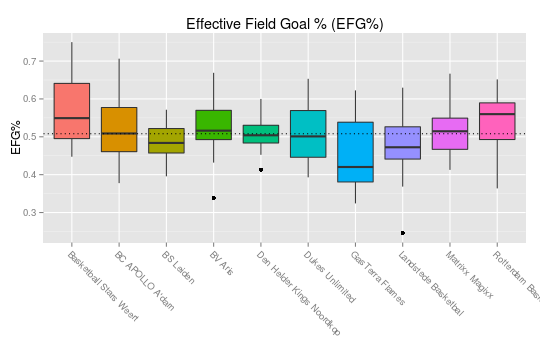 Effective Field Goal % (EFG%)
EFG%
0.7
0.6
0.5
0.4
0.3
Basketball Stars Weert
BC APOLLO A'dam
BS Leiden
BV Aris
Den Helder Kings Noordkop
Dukes Unlimited
GasTerra Flames
Landstede Basketbal
Matrixx Magixx
Rotterdam Bas